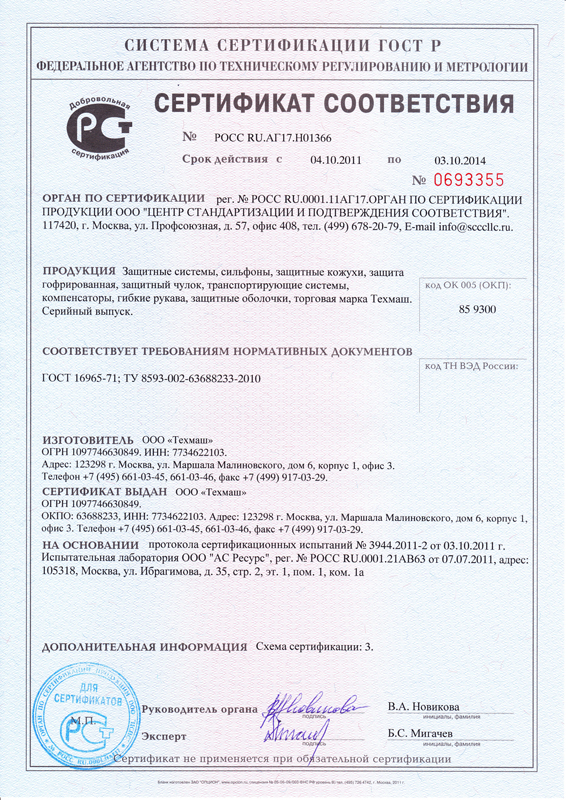 СИСТЕМА СЕРТИФИКАЦИИ ГОСТ Р
ФЕДЕРАЛЬНОЕ АГЕНТСТВО ПО ТЕХНИЧЕСКОМУ РЕГУЛИРОВАНИЮ И МЕТРОЛОГИИ
Добровольная
РСТ
сертификация
СЕРТИФИКАТ СООТВЕТСТВИЯ
№ РОСС RU.АГ17.Н01366
Срок действия с 04.10.2011 по 03.10.2014
№ 0693355
ОРГАН ПО СЕРТИФИКАЦИИ рег. № РОСС RU.0001.11АГ17.ОРГАН ПО СЕРТИФИКАЦИИ
ПРОДУКЦИИ ООО "ЦЕНТР СТАНДАРТИЗАЦИИ И ПОДТВЕРЖДЕНИЯ СООТВЕТСТВИЯ".
117420, г. Москва, ул. Профсоюзная, д. 57, офис 408, тел. (499) 678-20-79, E-mail info@scccllc.ru.
ПРОДУКЦИЯ Защитные системы, сильфоны, защитные кожухи, защита
гофрированная, защитный чулок, транспортирующие системы,
компенсаторы, гибкие рукава, защитные оболочки, торговая марка Техмаш.
Серийный выпуск.
код ОК 005 (ОКП):
85 9300
СООТВЕТСТВУЕТ ТРЕБОВАНИЯМ НОРМАТИВНЫХ ДОКУМЕНТОВ
ГОСТ 16965-71; ТУ 8593-002-63688233-2010
код ТН ВЭД России:
ИЗГОТОВИТЕЛЬ ООО «Техмаш»
ОГРН 1097746630849. ИНН: 7734622103.
Адрес: 123298 г. Москва, ул. Маршала Малиновского, дом 6, корпус 1, офис 3.
Телефон +7 (495) 661-03-45, 661-03-46, факс +7 (499) 917-03-29.
СЕРТИФИКАТ ВЫДАН ООО «Техмаш»
ОГРН 1097746630849.
ОКПО: 63688233, ИНН: 7734622103. Адрес: 123298 г. Москва, ул. Маршала Малиновского, дом 6, корпус 1,
офис 3. Телефон +7 (495) 661-03-45, 661-03-46, факс +7 (499) 917-03-29.
НА ОСНОВАНИИ протокола сертификационных испытаний № 3944.2011-2 от 03.10.2011 г.
Испытательная лаборатория ООО "АС Ресурс", рег. № РОСС RU.0001.21АВ63 от 07.07.2011, адрес:
105318, Москва, ул. Ибрагимова, д. 35, стр. 2, эт. 1, пом. 1, ком. 1а
ДОПОЛНИТЕЛЬНАЯ ИНФОРМАЦИЯ Схема сертификации: 3.
ДЛЯ
СЕРТИФИКАТОВ
М.П.
РСТ
Руководитель органа
подпись
В.А. Новикова
инициалы, фамилия
Эксперт
подпись
Б.С. Мигачев
инициалы, фамилия
Сертификат не применяется при обязательной сертификации